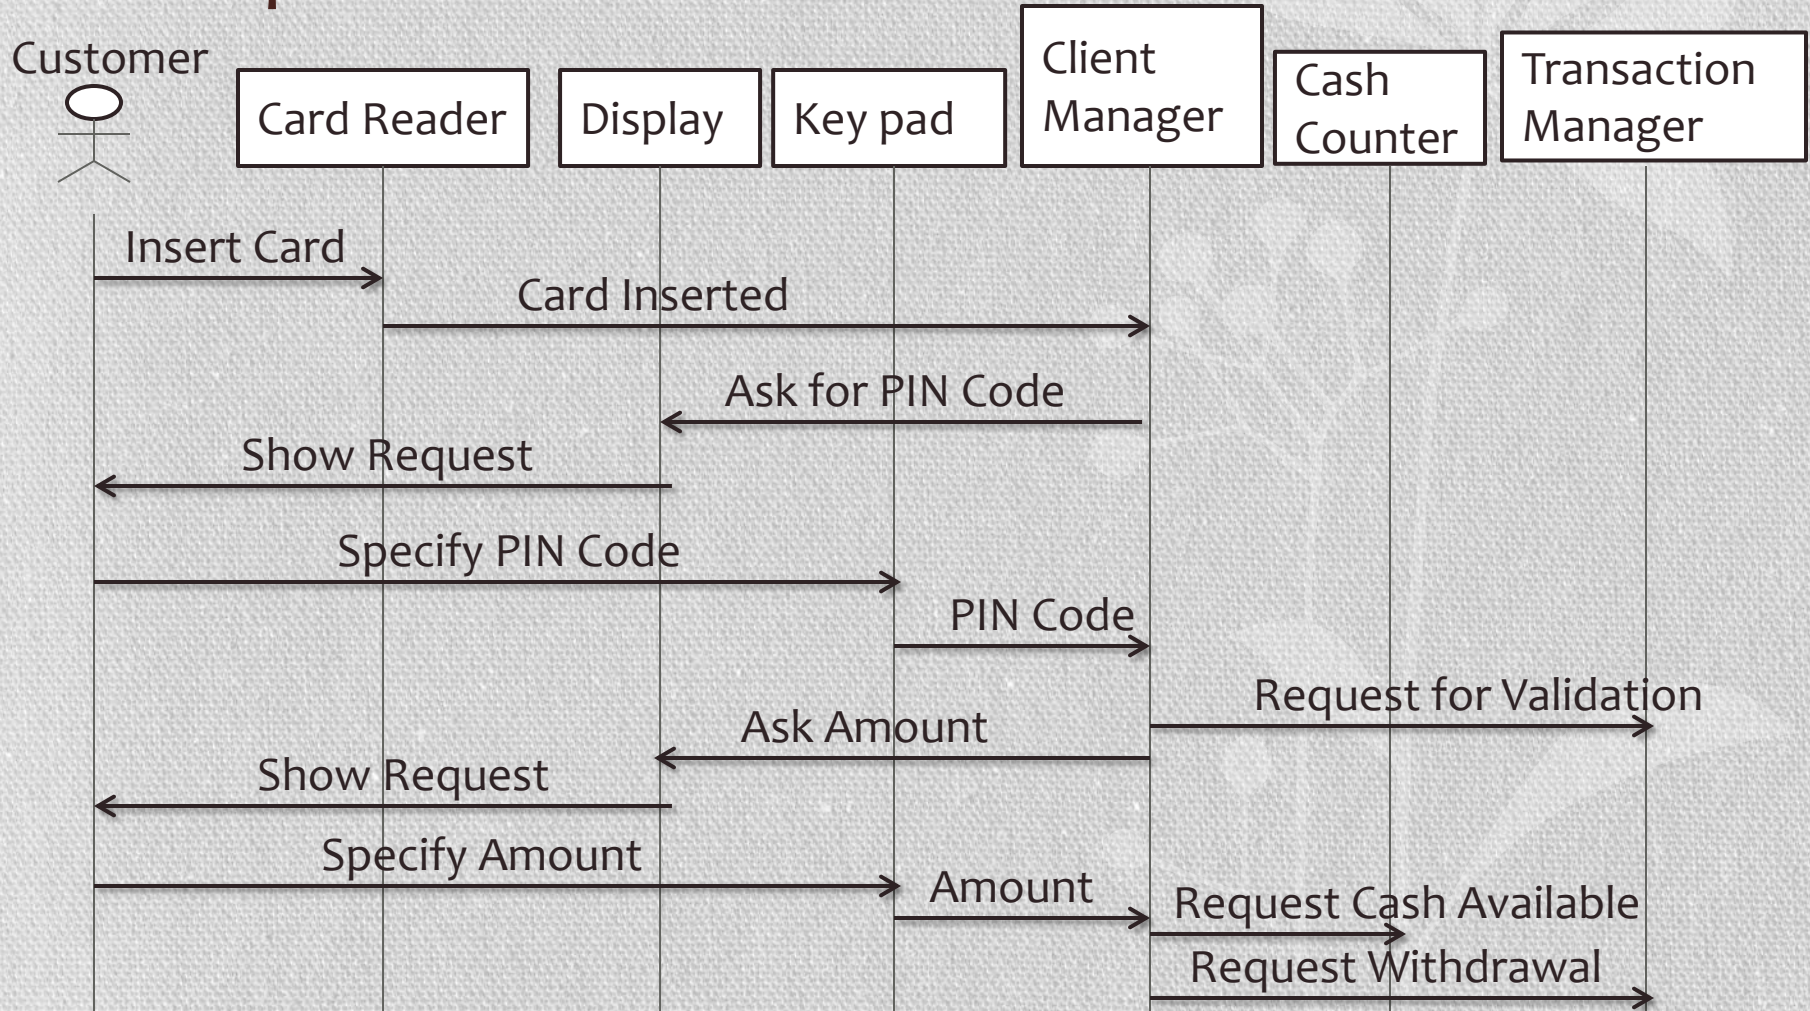 Customer
Card Reader
Display
Key pad
Client
Manager
Cash
Counter
Transaction
Manager
Insert Card
Card Inserted
Ask for PIN Code
Show Request
Specify PIN Code
PIN Code
Request for Validation
Ask Amount
Show Request
Specify Amount
Amount
Request Cash Available
Request Withdrawal